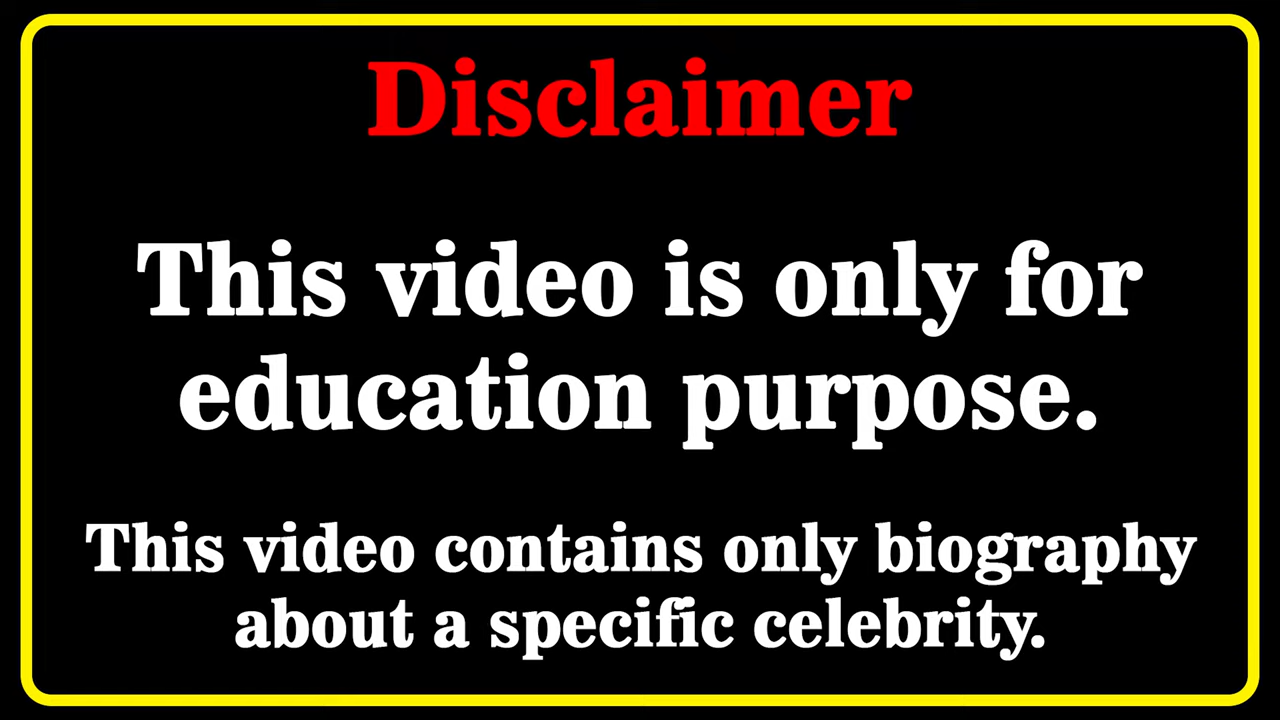 Disclaimer
This video is only for
education purpose.
This video contains only biography
about a specific celebrity.